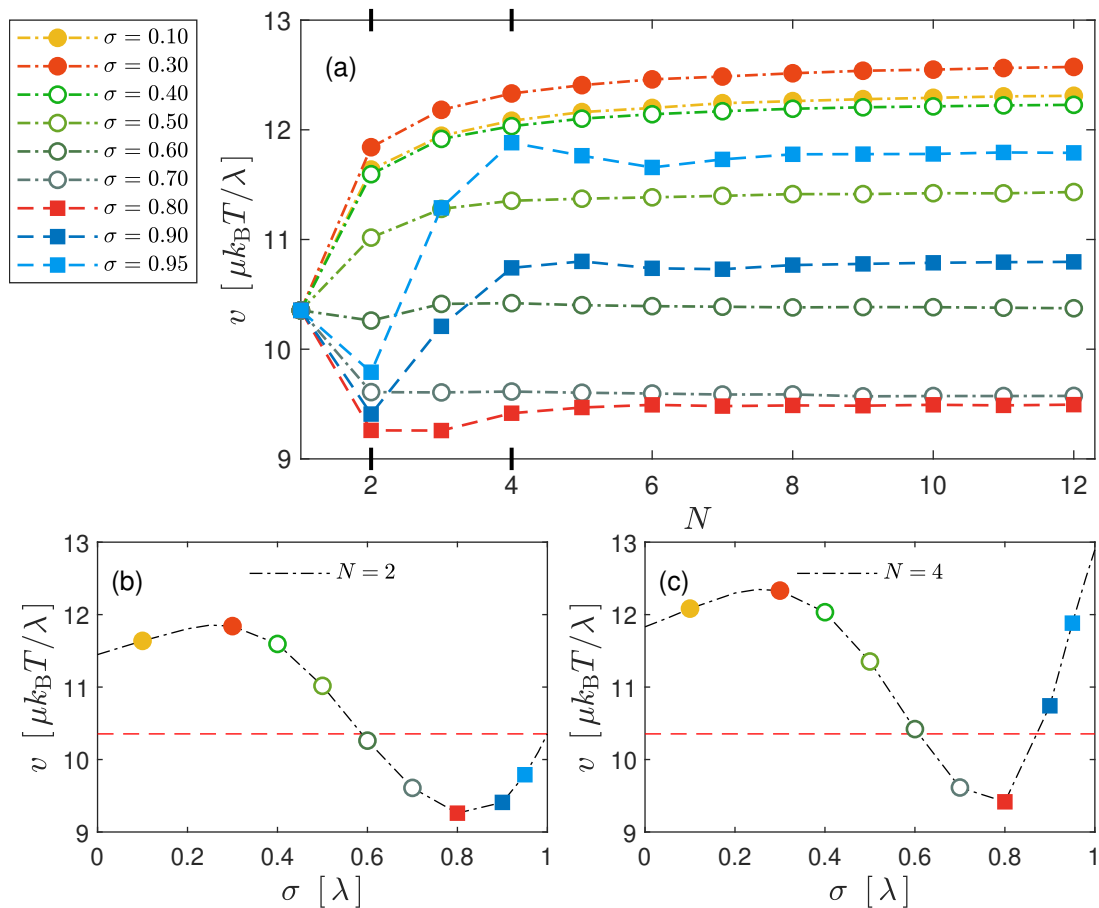 σ = 0.10
σ = 0.30
σ = 0.40
σ = 0.50
σ = 0.60
σ = 0.70
σ = 0.80
σ = 0.90
σ = 0.95
(a)
13
12
11
10
9
v [ μk_BT/λ]
2 4 6 8 10 12
N
(b)
N = 2
13
12
11
10
9
v [ μk_BT/λ]
0 0.2 0.4 0.6 0.8 1
σ [ λ]
(c)
N = 4
13
12
11
10
9
v [ μk_BT/λ]
0 0.2 0.4 0.6 0.8 1
σ [ λ]